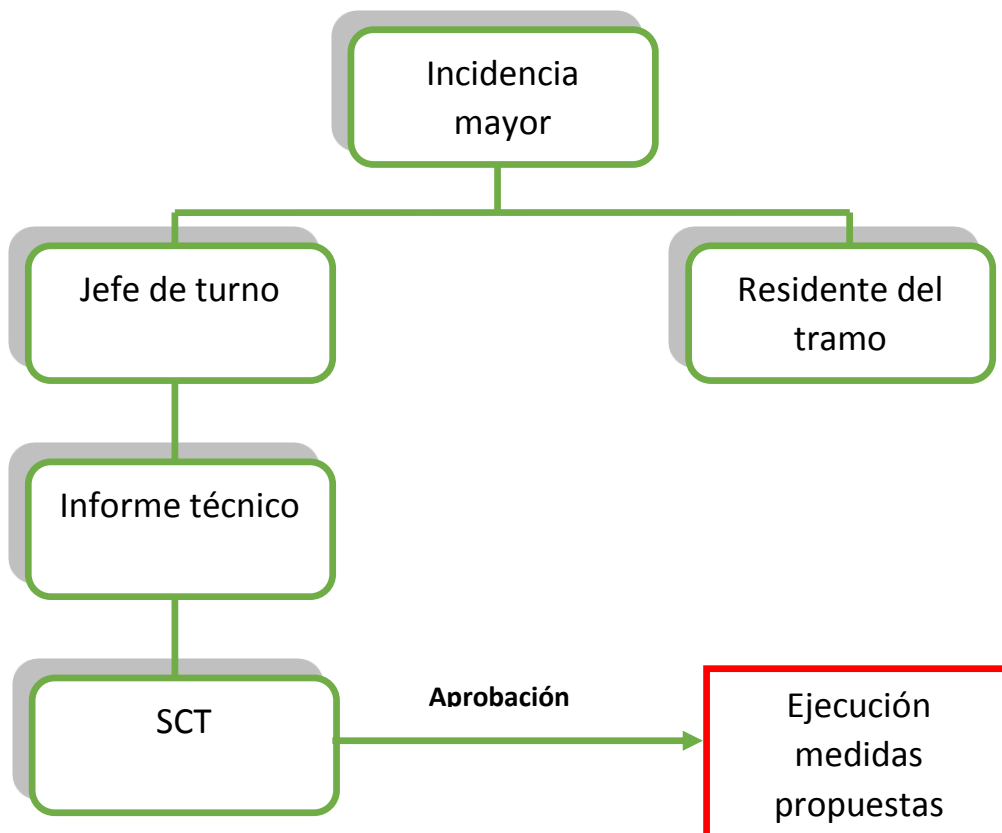 Incidencia
mayor
Jefe de turno
Residente del
tramo
Informe técnico
SCT
Aprobación
Ejecución
medidas
propuestas